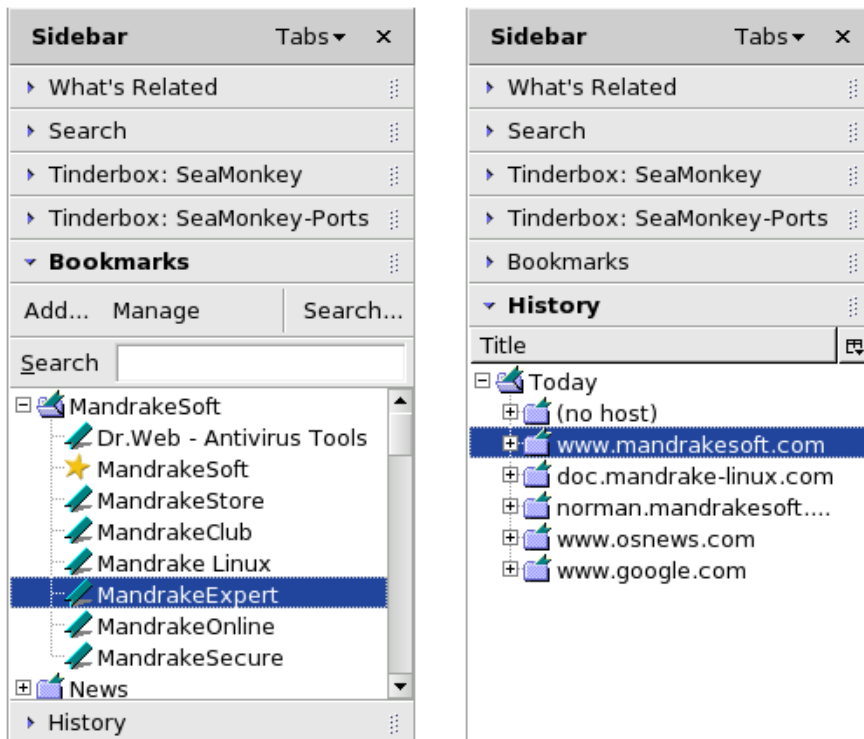 Sidebar Tabs ×
What's Related
Search
Tinderbox: SeaMonkey
Tinderbox: SeaMonkey-Ports
Bookmarks
Add... Manage Search...
Search
MandrakeSoft
Dr.Web - Antivirus Tools
MandrakeSoft
MandrakeStore
MandrakeClub
Mandrake Linux
MandrakeExpert
MandrakeOnline
MandrakeSecure
News
History
Sidebar Tabs ×
What's Related
Search
Tinderbox: SeaMonkey
Tinderbox: SeaMonkey-Ports
Bookmarks
History
Title
Today
(no host)
www.mandrakesoft.com
doc.mandrake-linux.com
norman.mandrakesoft....
www.osnews.com
www.google.com